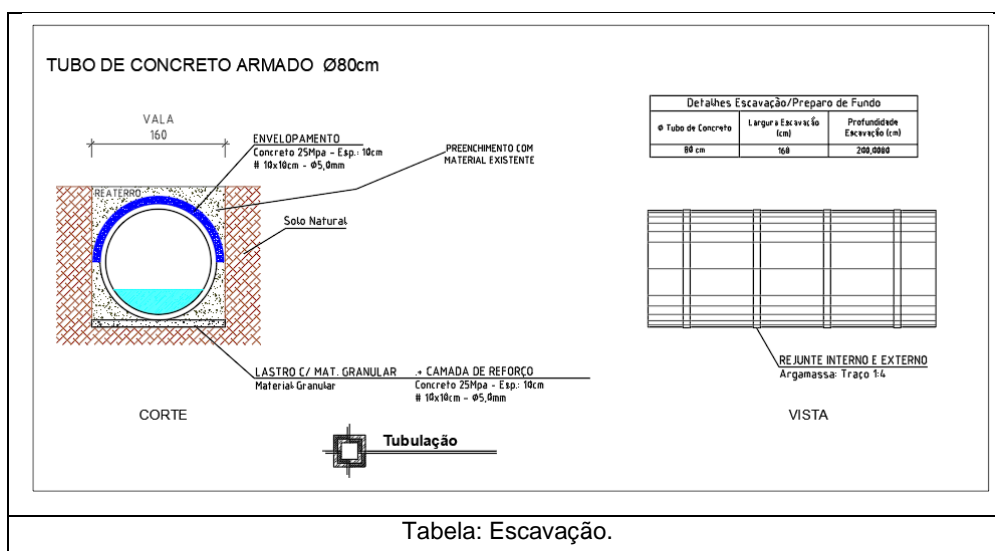 TUBO DE CONCRETO ARMADO Ø80cm
VALA
160
ENVELOPAMENTO
Concreto 25Mpa - Esp.: 10cm
# 10x10cm - Ø5,0mm
PREENCHIMENTO COM
MATERIAL EXISTENTE
REATERRO
Solo Natural
LASTRO C/ MAT. GRANULAR
Material Granular
.+ CAMADA DE REFORÇO
Concreto 25Mpa - Esp.: 10cm
# 10x10cm - Ø5,0mm
CORTE
Tubulação
Detalhes Escavação/Preparo de Fundo
Ø Tubo de Concreto
Largura Escavação
(cm)
Profundidade
Escavação (cm)
80 cm
160
200,0000
REJUNTE INTERNO E EXTERNO
Argamassa: Traço 1:4
VISTA
Tabela: Escavação.